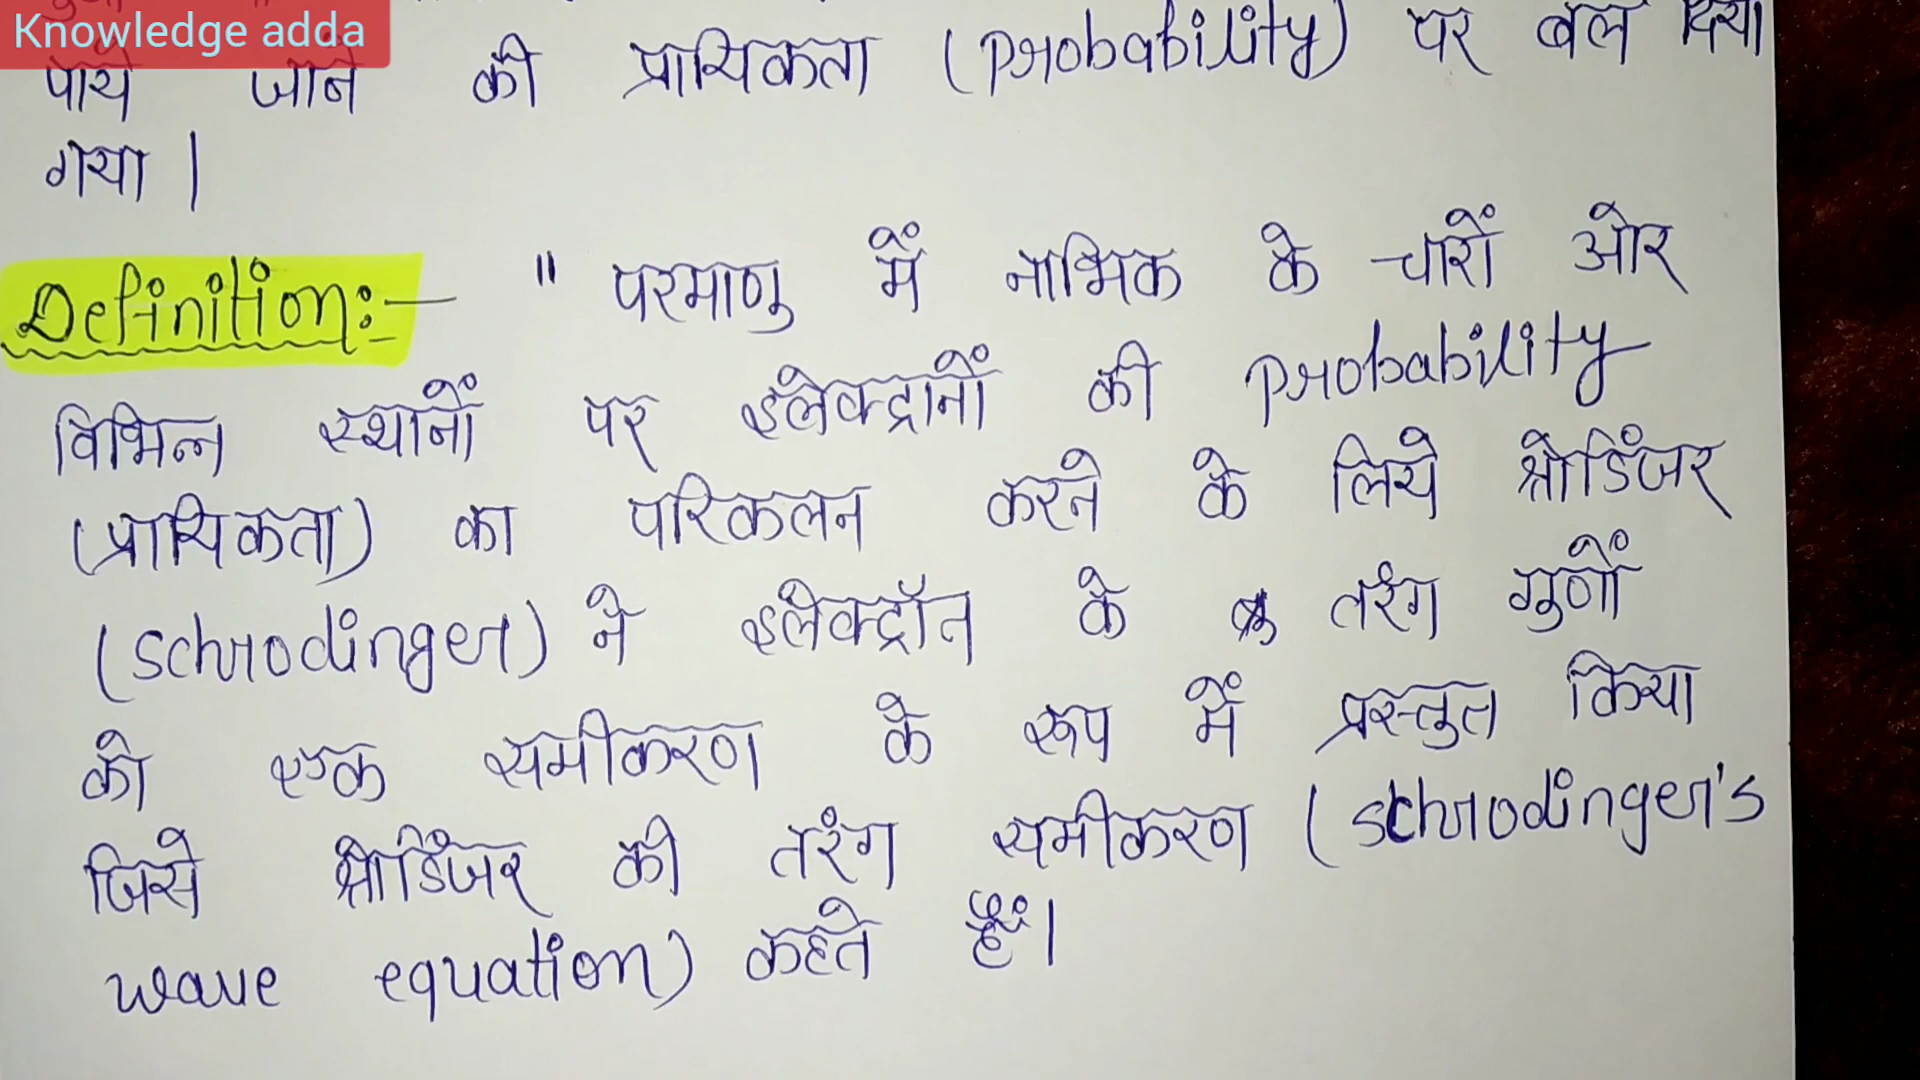 Knowledge adda
पाये जाने की प्रायिकता (Probability) पर बल दिया
गया |
Definition:- " परमाणु में नाभिक के चारों ओर
विभिन्न स्थानों पर इलेक्ट्रानों की Probability
(प्रायिकता) का परिकलन करने के लिये श्रोडिंजर
(Schrodinger) ने इलेक्ट्रॉन के तरंग गुणों
को एक समीकरण के रूप में प्रस्तुत किया
जिसे श्रोडिंजर की तरंग समीकरण (Schrodinger's
wave equation) कहते हैं।